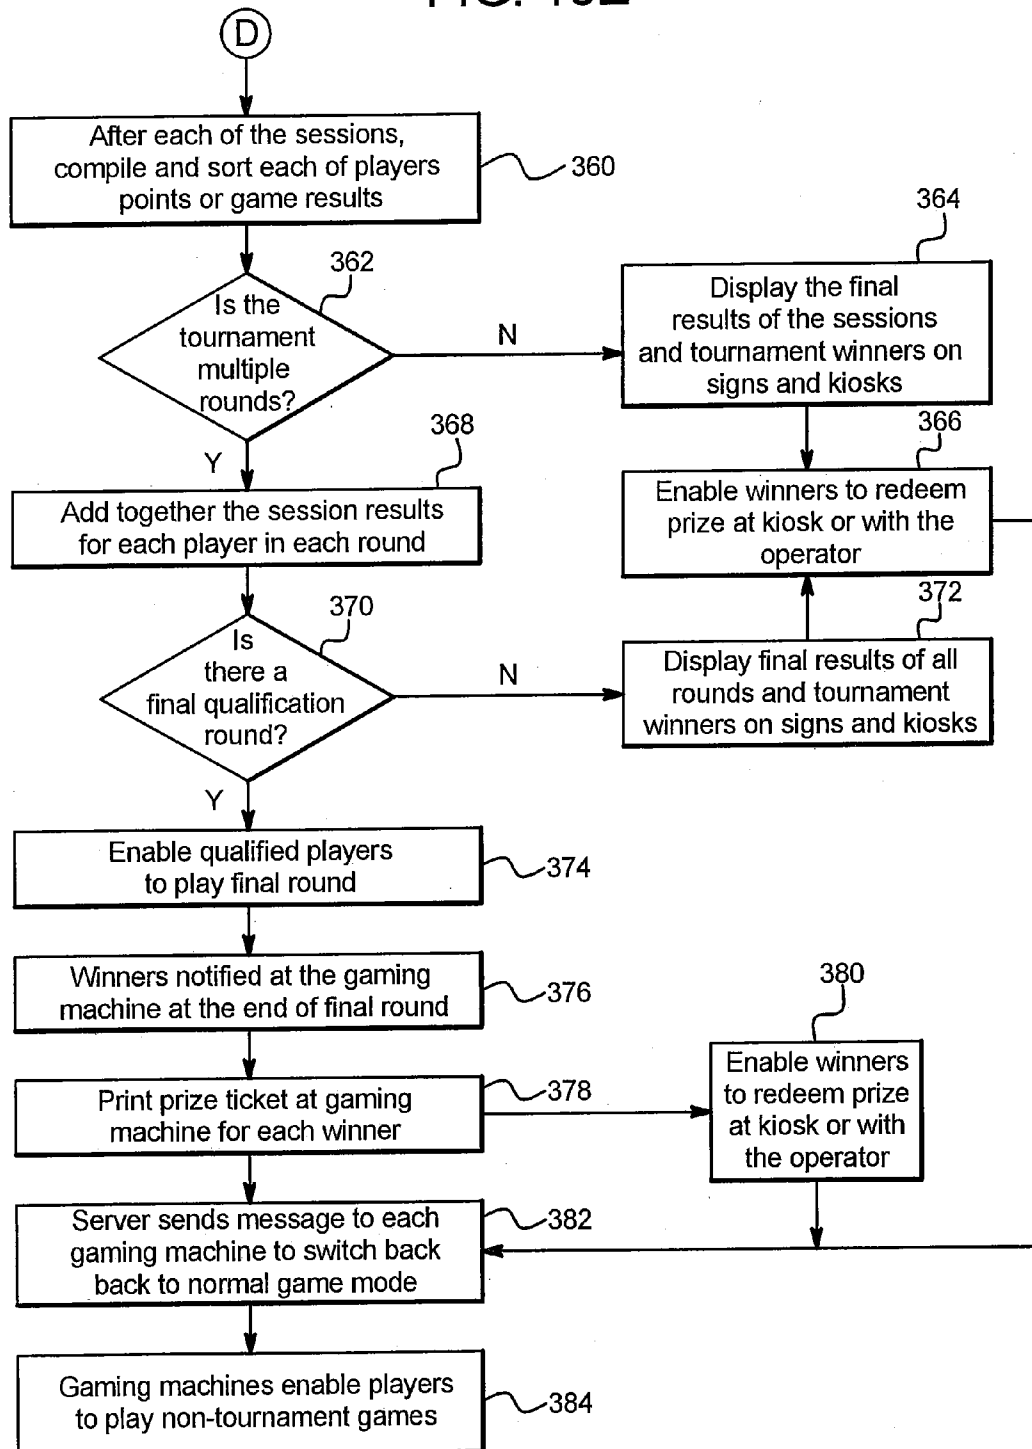 D
After each of the sessions,
compile and sort each of players
points or game results
360
362
Is the
tournament
multiple
rounds?
N
Y
364
Display the final
results of the sessions
and tournament winners on
signs and kiosks
366
Enable winners to redeem
prize at kiosk or with the
operator
368
Add together the session results
for each player in each round
370
Is
there a
final qualification
round?
N
Y
372
Display final results of all
rounds and tournament
winners on signs and kiosks
Enable qualified players
to play final round
374
Winners notified at the gaming
machine at the end of final round
376
Print prize ticket at gaming
machine for each winner
378
380
Enable winners
to redeem prize
at kiosk or with
the operator
Server sends message to each
gaming machine to switch back
back to normal game mode
382
Gaming machines enable players
to play non-tournament games
384